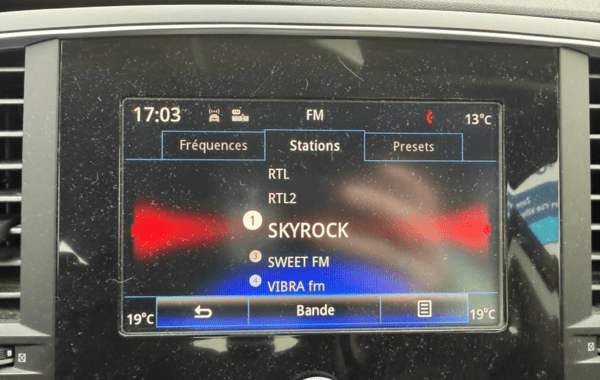 17:03 FM 13°C
Fréquences Stations Presets
RTL
RTL2
1 SKYROCK
3 SWEET FM
4 VIBRA fm
19°C Bande 19°C